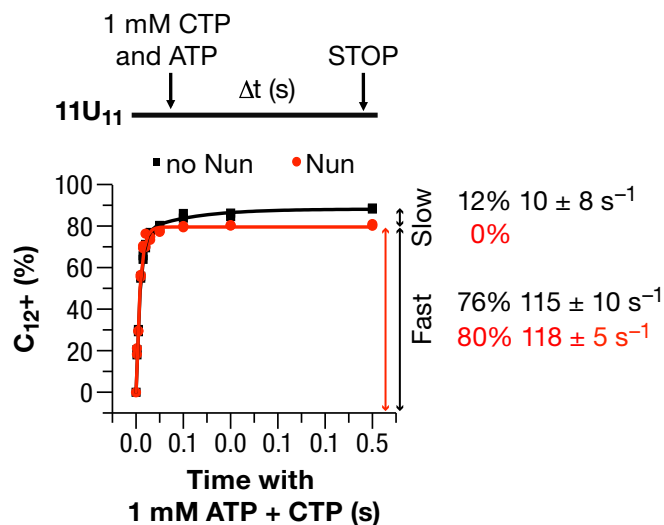 1 mM CTP
and ATP
STOP
Δt (s)
11U11
no Nun
Nun
100
80
60
40
20
0
C12+ (%)
0.0 0.1 0.0 0.1 0.1 0.5
Time with
1 mM ATP + CTP (s)
Slow
Fast
12% 10 ± 8 s⁻¹
0%
76% 115 ± 10 s⁻¹
80% 118 ± 5 s⁻¹